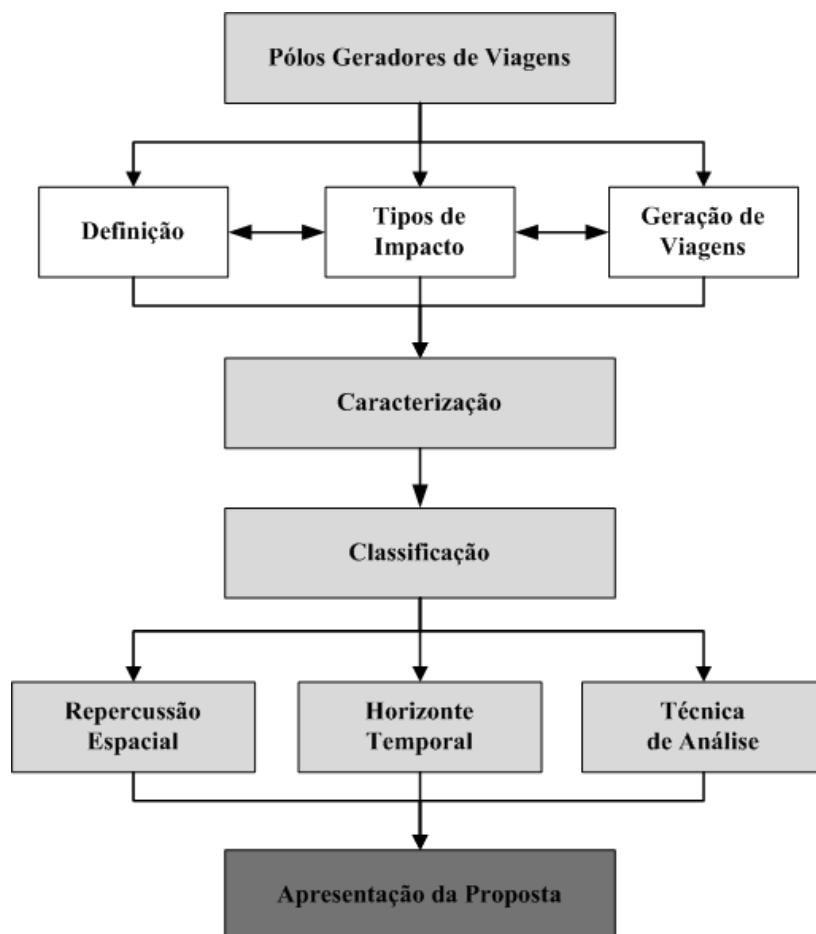 Pólos Geradores de Viagens
Definição
Tipos de
Impacto
Geração de
Viagens
Caracterização
Classificação
Repercussão
Espacial
Horizonte
Temporal
Técnica
de Análise
Apresentação da Proposta